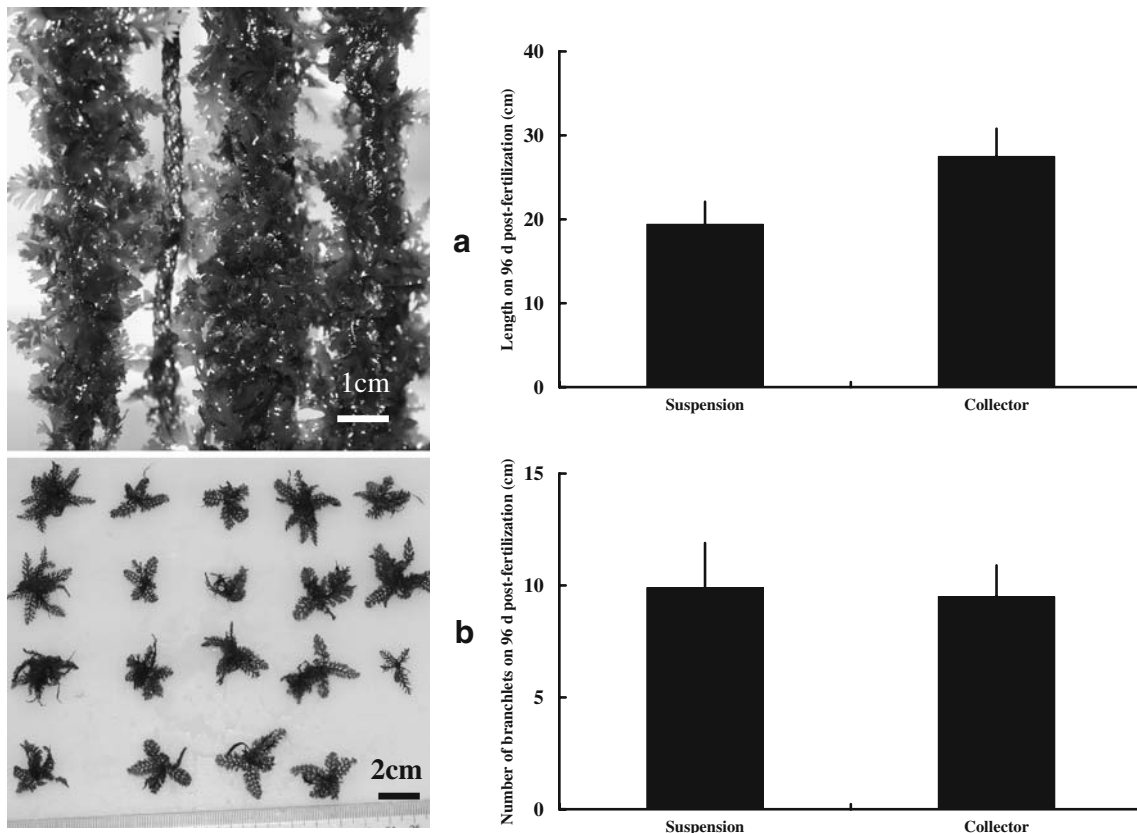 1cm
2cm
a
Length on 96 d post-fertilization (cm)
40
30
20
10
0
Suspension
Collector
b
Number of branchlets on 96 d post-fertilization (cm)
15
10
5
0
Suspension
Collector